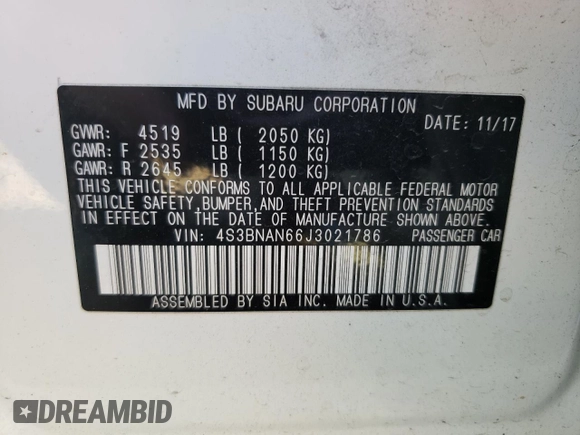 MFD BY SUBARU CORPORATION
DATE: 11/17
GVWR: 4519 LB ( 2050 KG)
GAWR: F 2535 LB ( 1150 KG)
GAWR: R 2645 LB ( 1200 KG)
THIS VEHICLE CONFORMS TO ALL APPLICABLE FEDERAL MOTOR
VEHICLE SAFETY, BUMPER, AND THEFT PREVENTION STANDARDS
IN EFFECT ON THE DATE OF MANUFACTURE SHOWN ABOVE.
VIN: 4S3BNAN66J3021786 PASSENGER CAR
ASSEMBLED BY SIA INC. MADE IN U.S.A.
DREAMBID